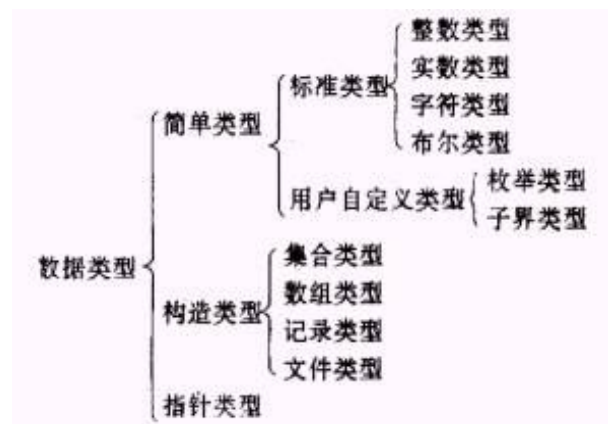 数据类型
简单类型
标准类型
整数类型
实数类型
字符类型
布尔类型
用户自定义类型
枚举类型
子界类型
构造类型
集合类型
数组类型
记录类型
文件类型
指针类型